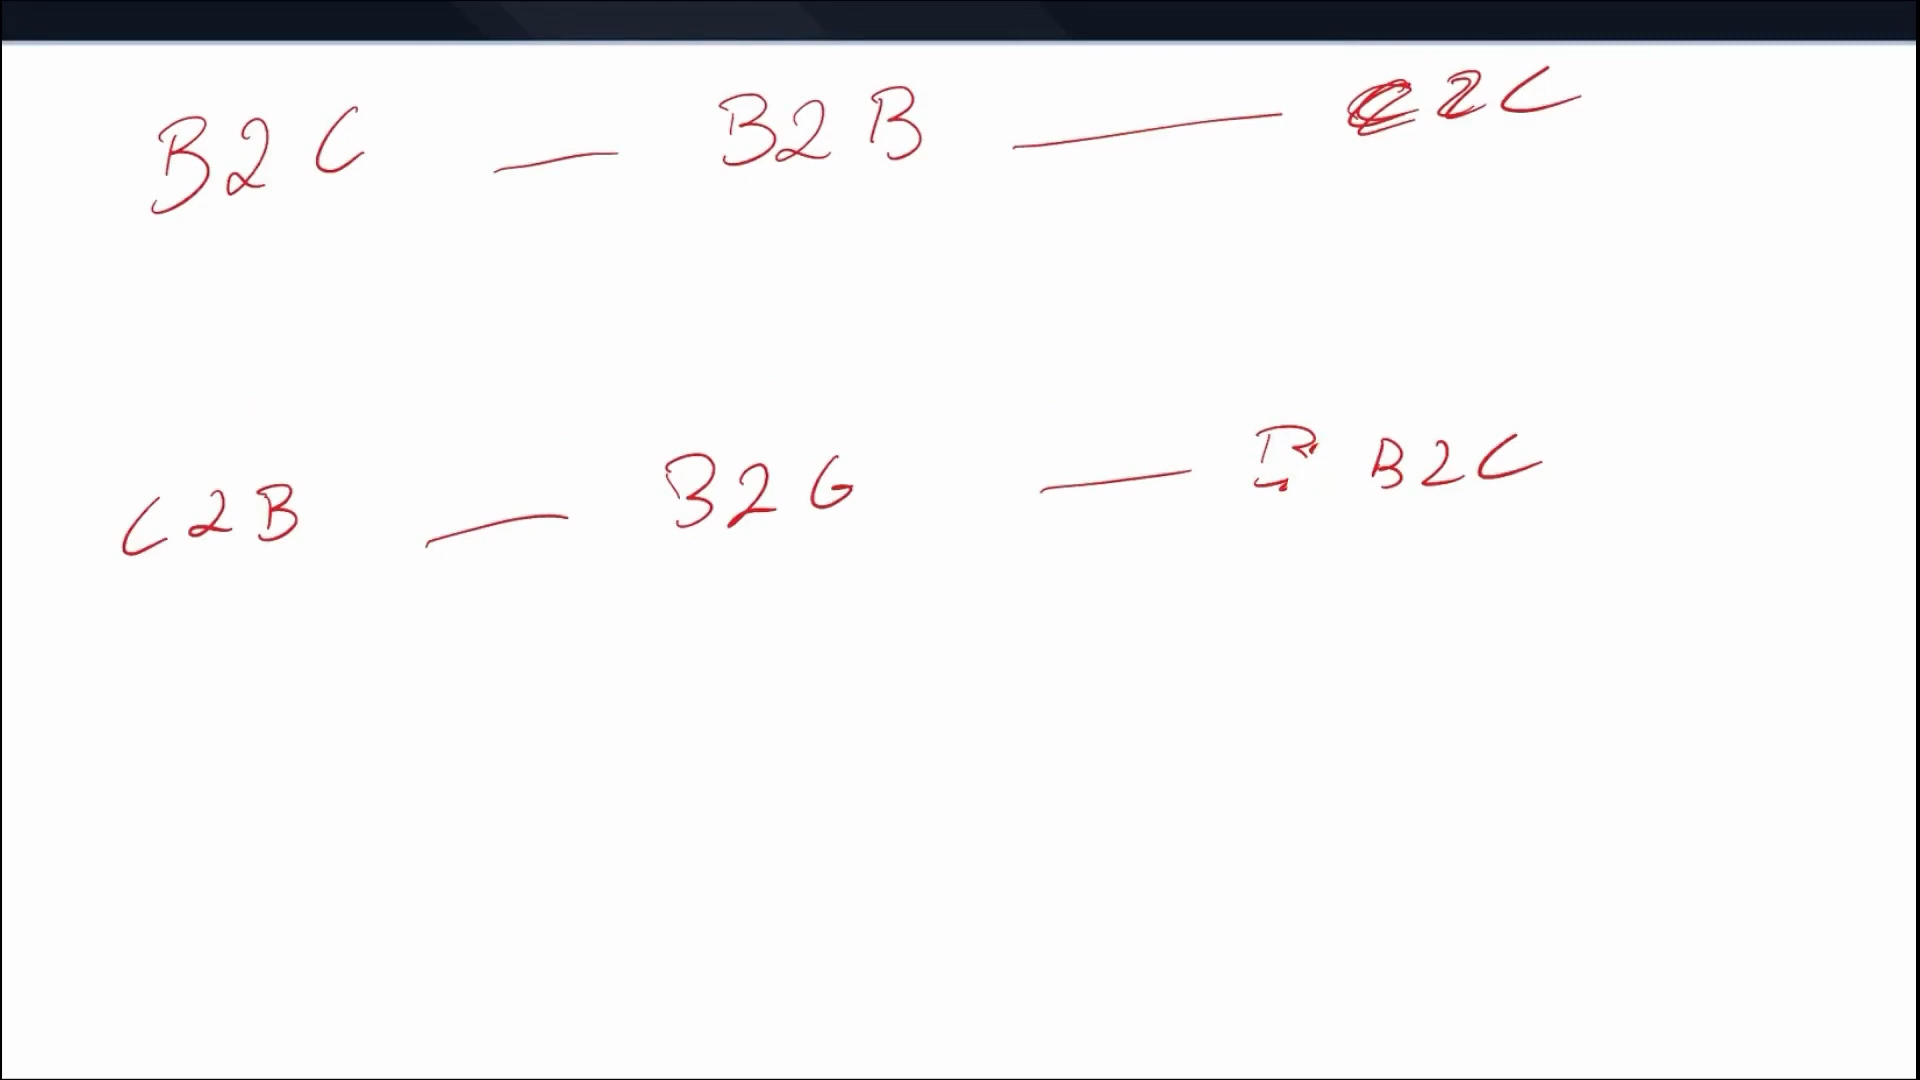 B2C — B2B — C2C
C2B — B2G — B2C